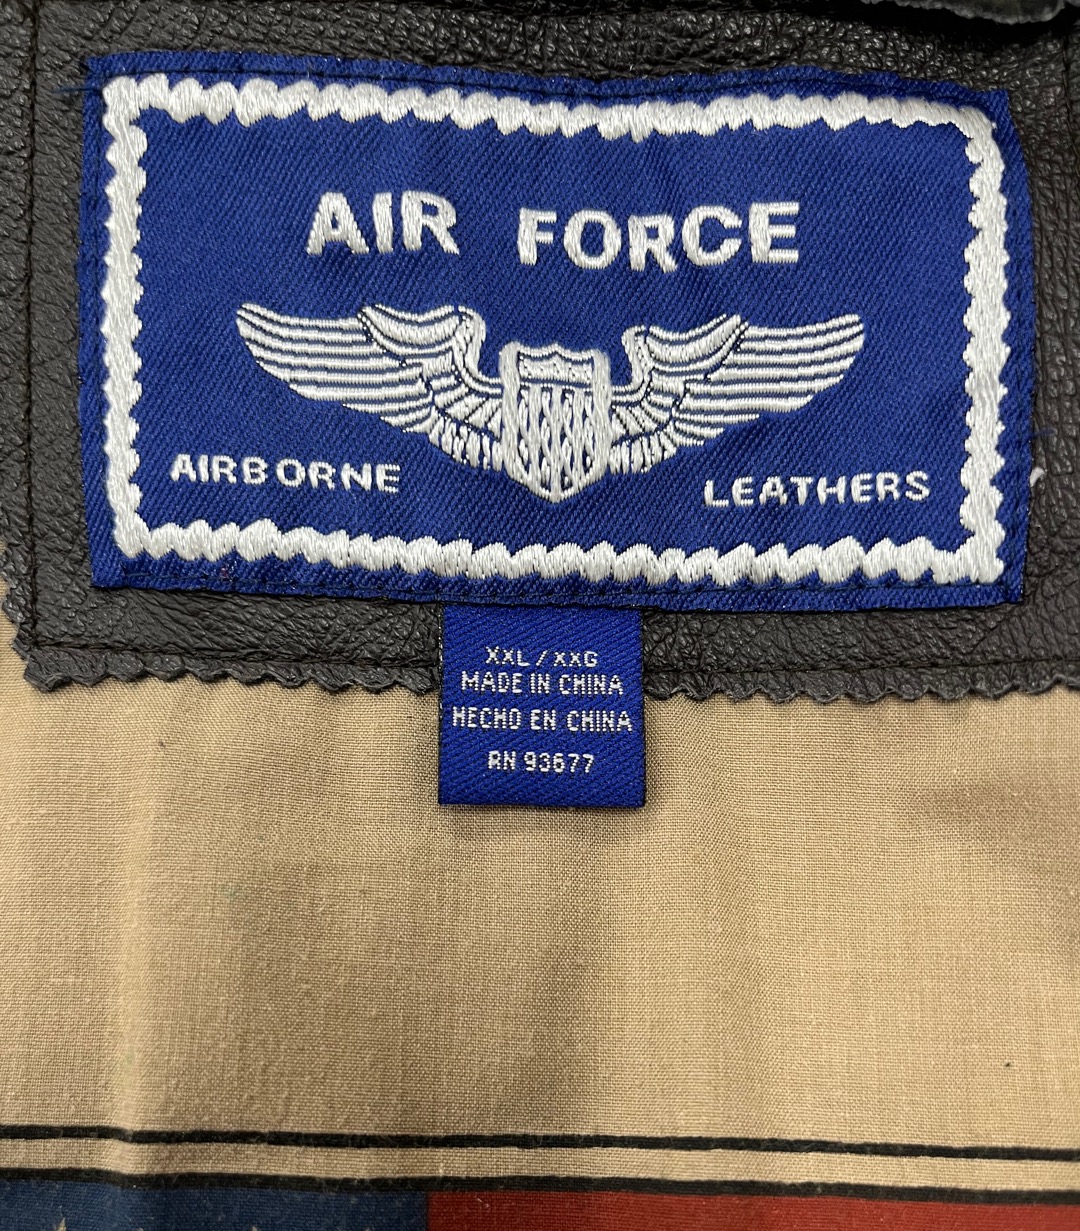 AIR FORCE
AIRBORNE LEATHERS
XXL / XXG
MADE IN CHINA
HECHO EN CHINA
RN 93677